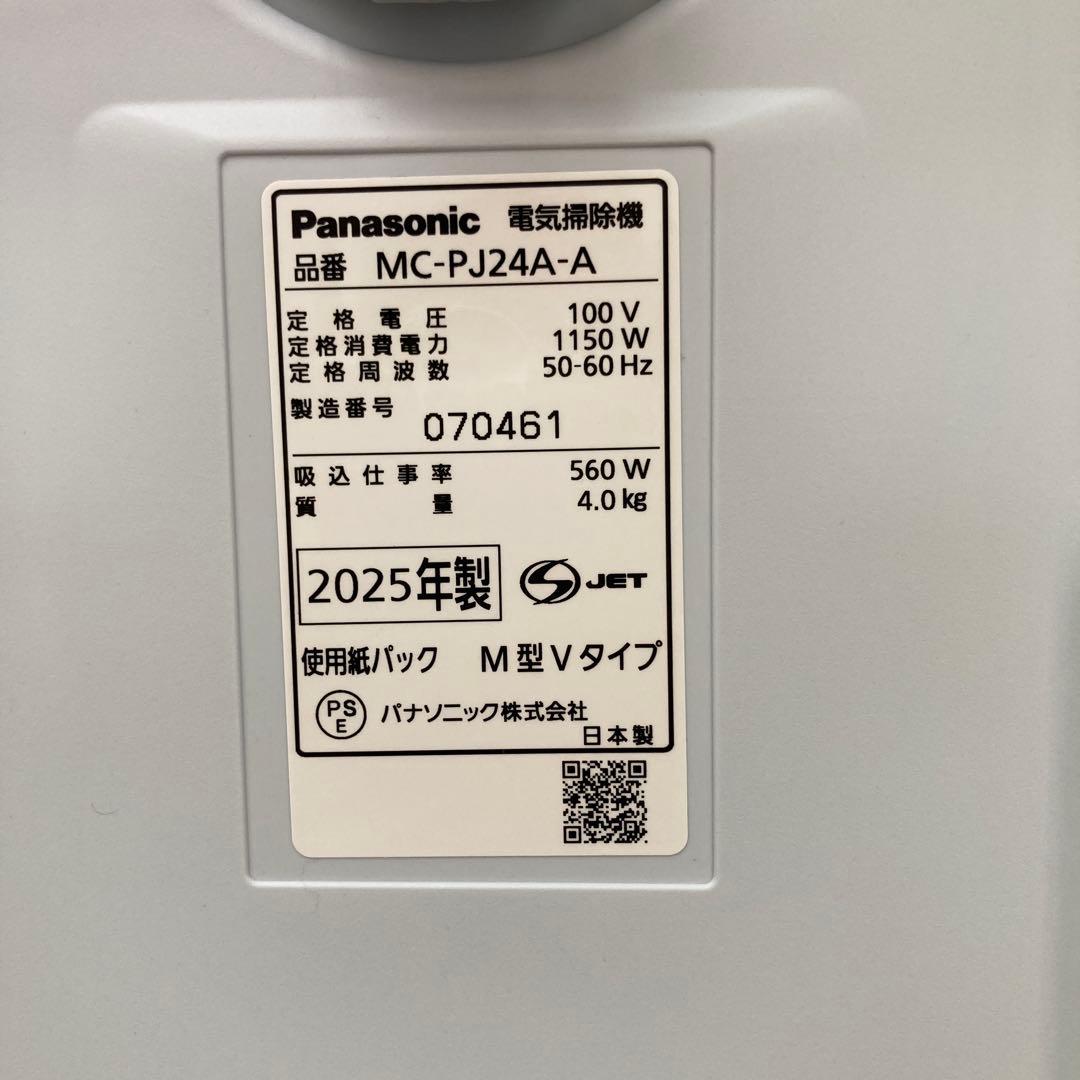 Panasonic 電気掃除機
品番 MC-PJ24A-A
定格電圧 100 V
定格消費電力 1150 W
定格周波数 50-60 Hz
製造番号 070461
吸込仕事率 560 W
質量 4.0 kg
2025年製 S JET
使用紙パック M型Vタイプ
PS E パナソニック株式会社
日本製